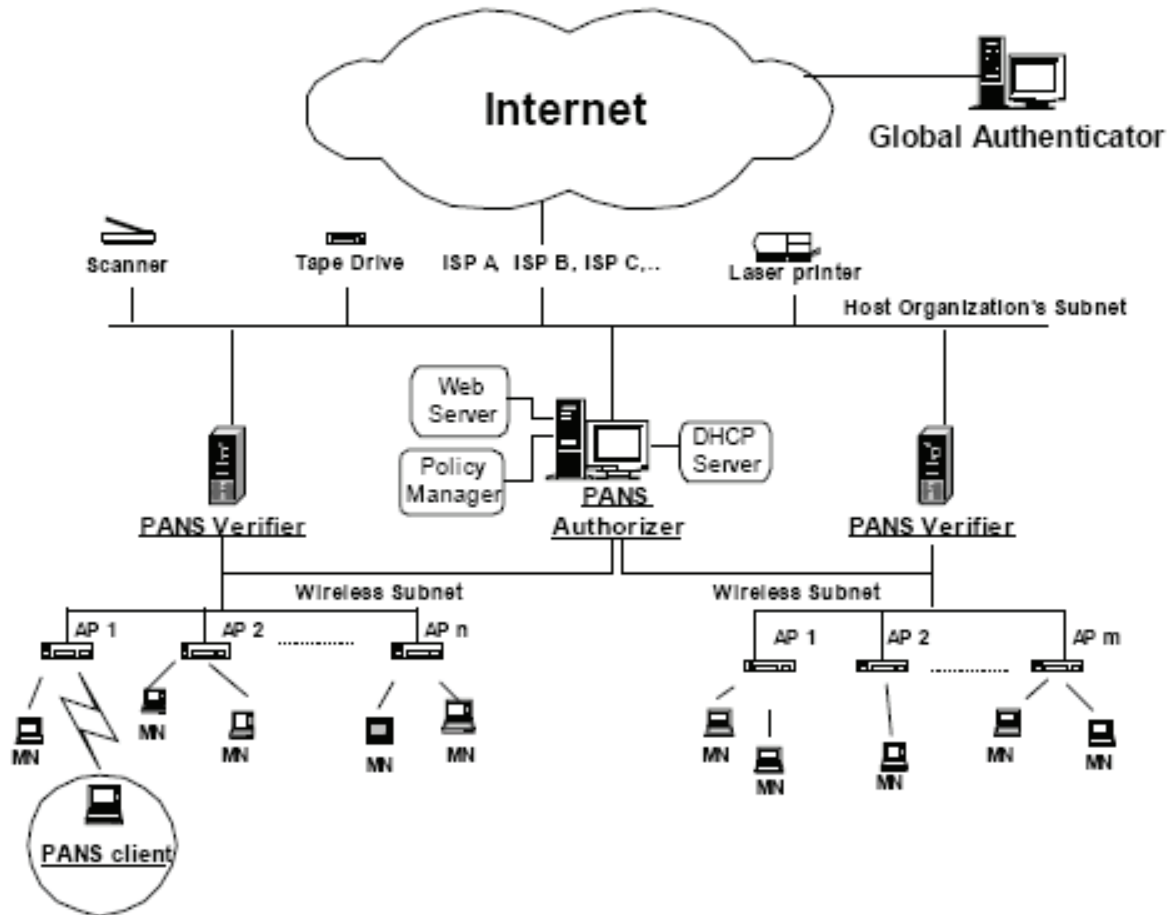 Internet
Global Authenticator
Scanner
Tape Drive
ISP A, ISP B, ISP C,..
Laser printer
Host Organization's Subnet
Web
Server
Policy
Manager
DHCP
Server
PANS
Authorizer
PANS Verifier
PANS Verifier
Wireless Subnet
Wireless Subnet
AP 1
AP 2
AP n
AP 1
AP 2
AP m
MN
MN
MN
MN
MN
MN
MN
MN
MN
MN
PANS client